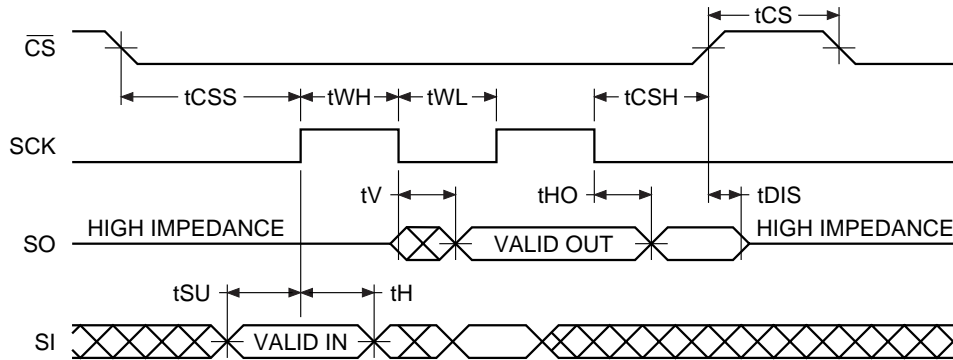 tCS
CS
tCSS
tWH
tWL
tCSH
SCK
tV
tHO
tDIS
HIGH IMPEDANCE
SO
VALID OUT
HIGH IMPEDANCE
tSU
tH
SI
VALID IN